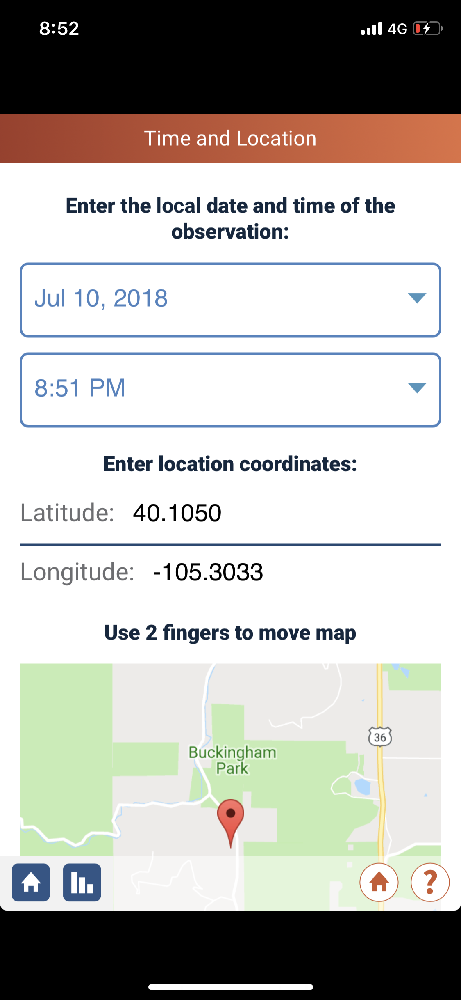 8:52
4G
Time and Location
Enter the local date and time of the
observation:
Jul 10, 2018
8:51 PM
Enter location coordinates:
Latitude: 40.1050
Longitude: -105.3033
Use 2 fingers to move map
36
Buckingham
Park
?